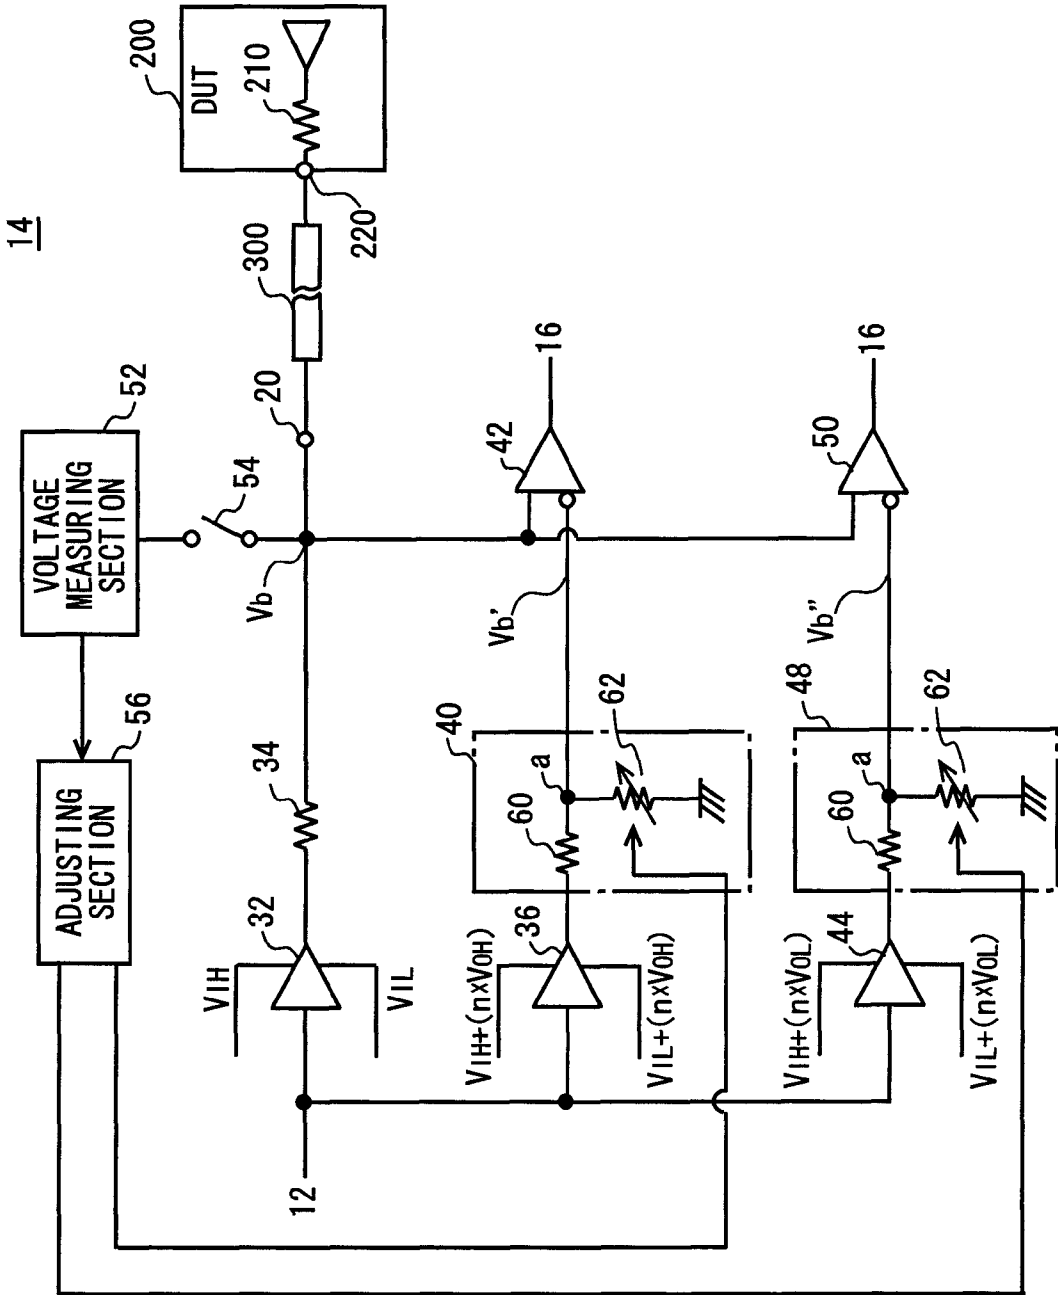 14
200
DUT
210
220
300
20
VOLTAGE
MEASURING
SECTION
52
54
Vb
ADJUSTING
SECTION
56
34
32
VIH
VIL
12
16
42
Vb'
40
62
a
60
36
VIH+(n×VOH)
VIL+(n×VOH)
16
50
Vb"
48
62
a
60
44
VIH+(n×VOL)
VIL+(n×VOL)